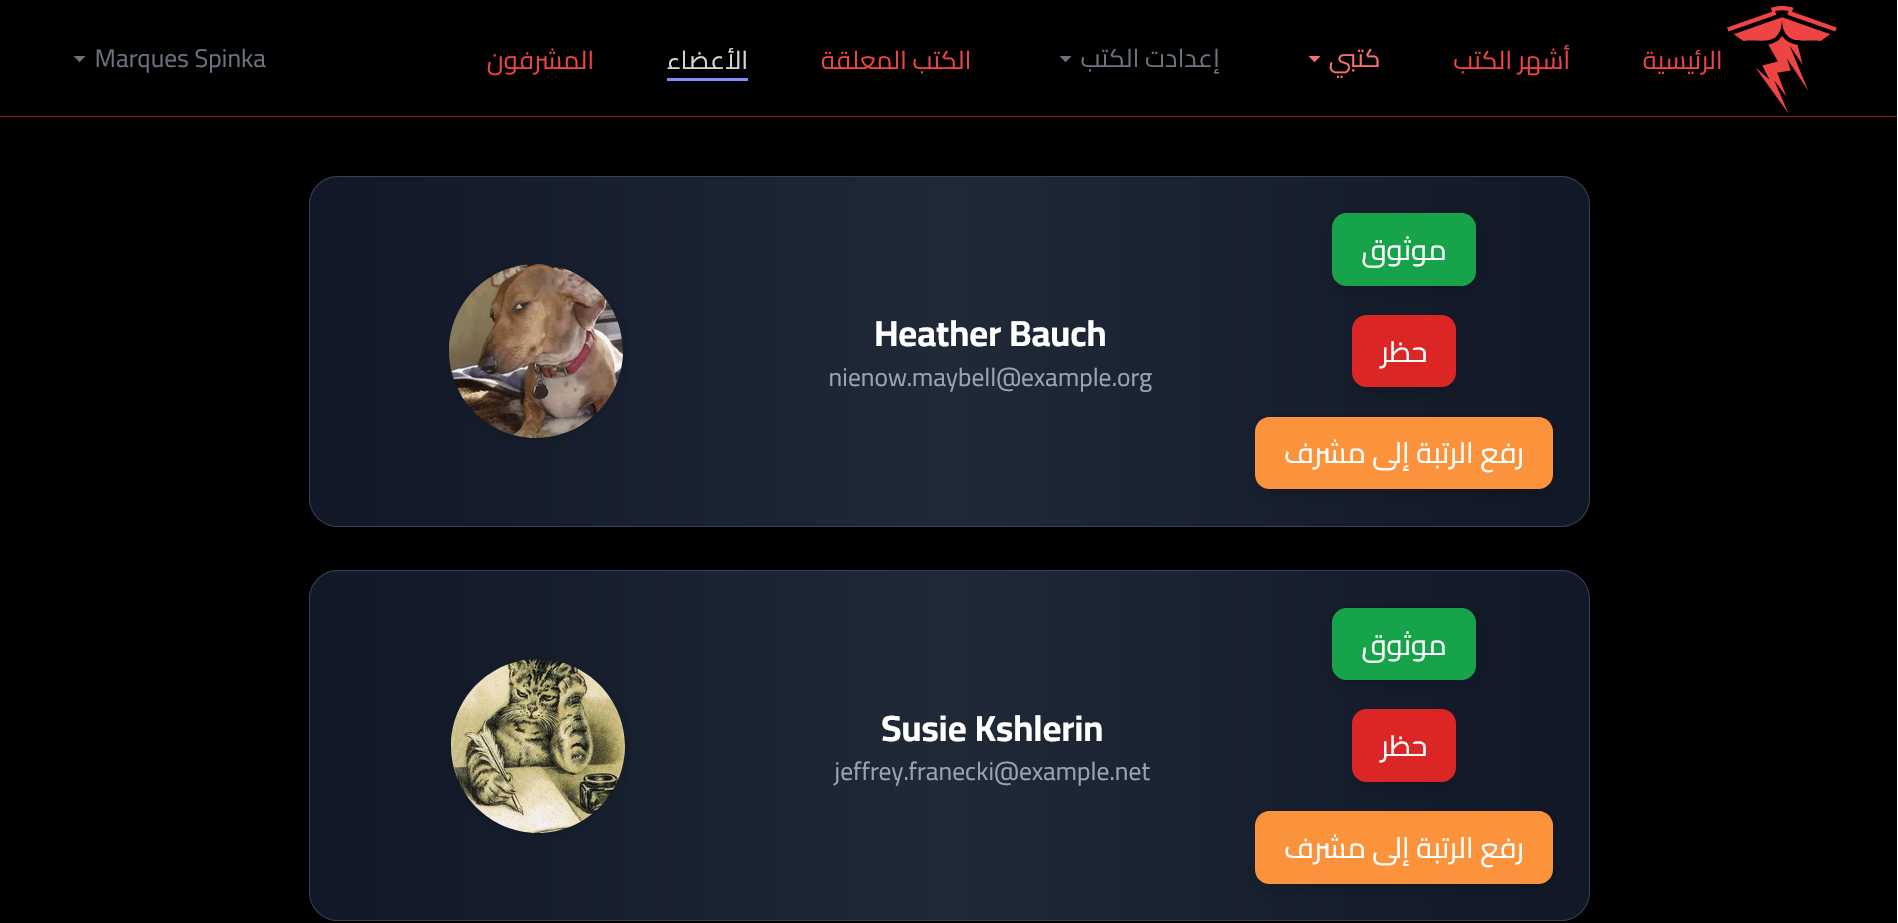 الرئيسية
أشهر الكتب
كتبي
إعدادت الكتب
الكتب المعلقة
الأعضاء
المشرفون
Marques Spinka
موثوق
حظر
رفع الرتبة إلى مشرف
Heather Bauch
nienow.maybell@example.org
موثوق
حظر
رفع الرتبة إلى مشرف
Susie Kshlerin
jeffrey.franecki@example.net